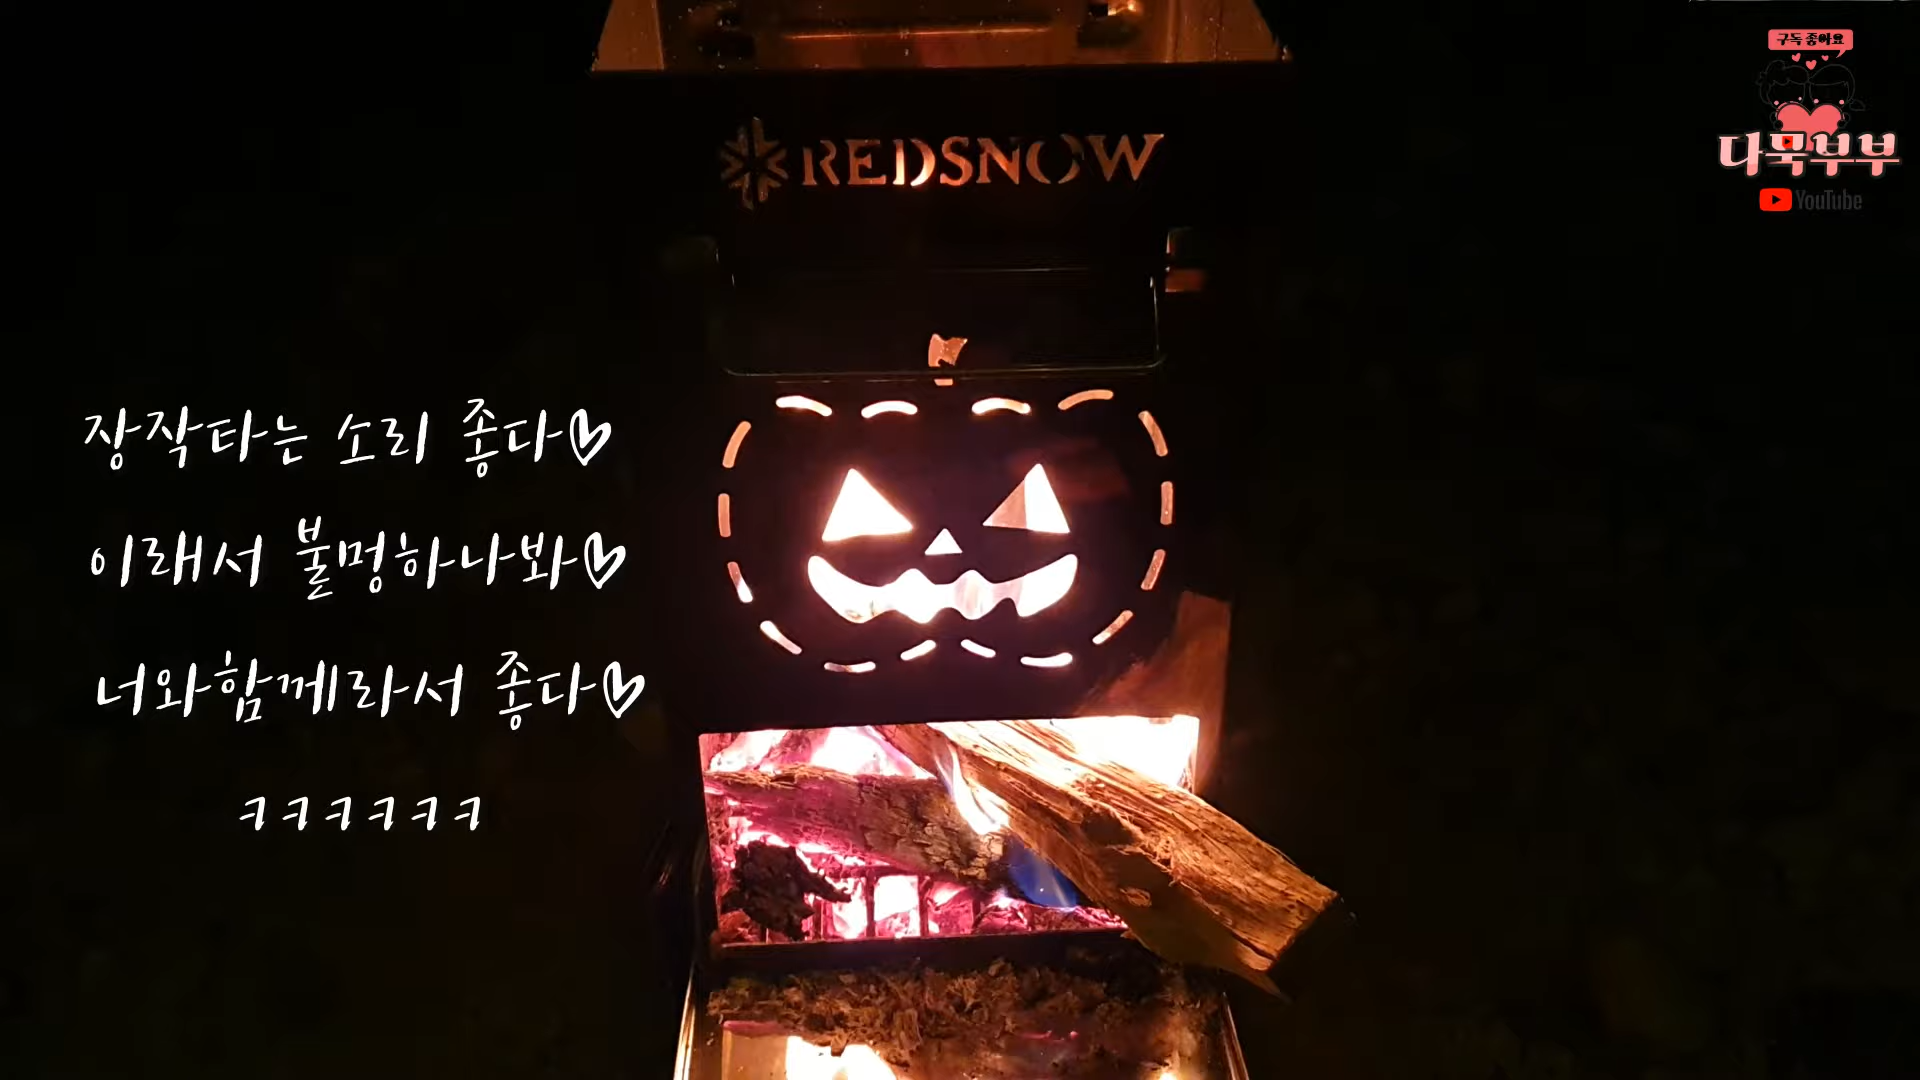 구독 좋아요
다묵부부
YouTube
REDSNOW
장작타는 소리 좋다♡
이래서 불멍하나봐♡
너와함께라서 좋다♡
ㅋㅋㅋㅋㅋㅋ